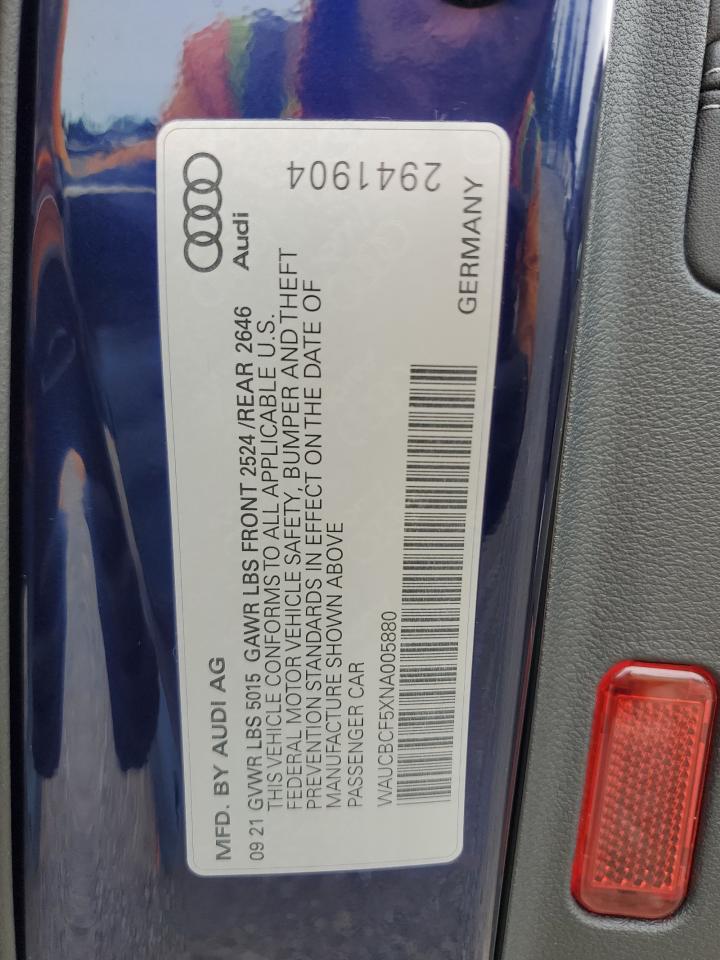 MFD. BY AUDI AG
09 21 GVWR LBS 5015 GAWR LBS FRONT 2524 /REAR 2646
THIS VEHICLE CONFORMS TO ALL APPLICABLE U.S.
FEDERAL MOTOR VEHICLE SAFETY, BUMPER AND THEFT
PREVENTION STANDARDS IN EFFECT ON THE DATE OF
MANUFACTURE SHOWN ABOVE
PASSENGER CAR
WAUCBCF5XNA005880
Audi
2941904
GERMANY